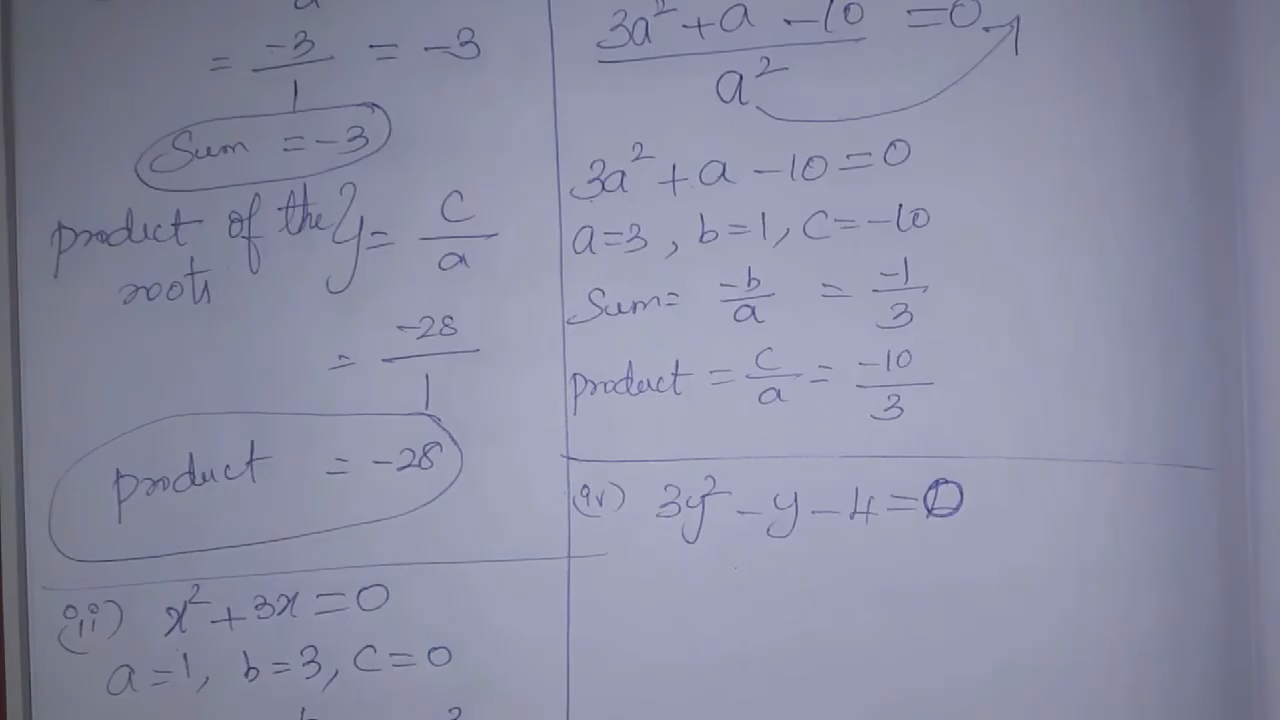 a
= -3/1 = -3
Sum = -3
product of the } = c/a
roots
= -28/1
product = -28
(ii) x² + 3x = 0
a = 1, b = 3, c = 0
3a² + a - 10 = 0
a²
3a² + a - 10 = 0
a = 3, b = 1, c = -10
Sum = -b/a = -1/3
product = c/a = -10/3
(iv) 3y² - y - 4 = 0